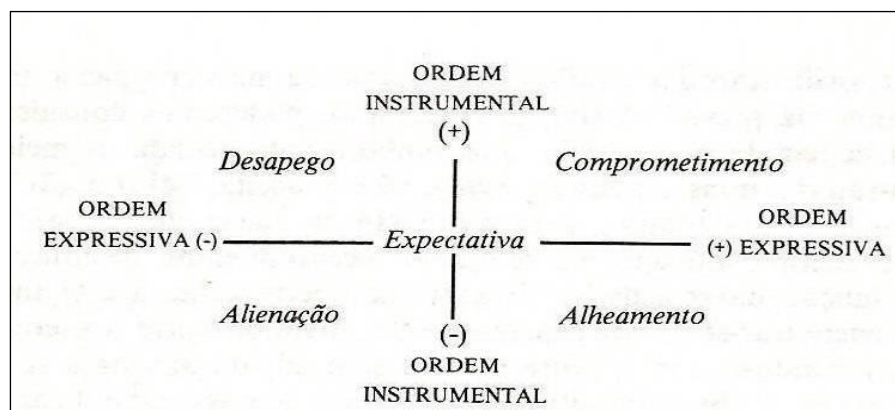 ORDEM
INSTRUMENTAL
(+)
Desapego
Comprometimento
ORDEM
EXPRESSIVA (-)
Expectativa
ORDEM
(+) EXPRESSIVA
Alienação
Alheamento
(-)
ORDEM
INSTRUMENTAL